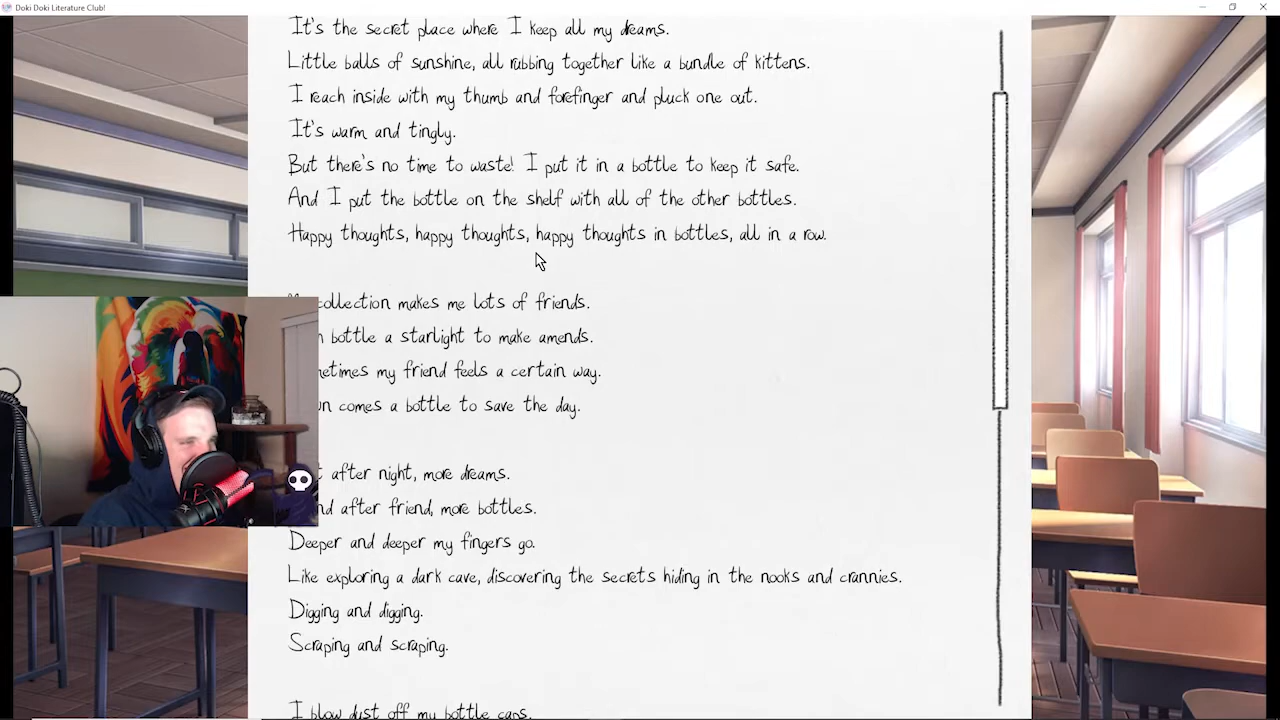 Doki Doki Literature Club!
It's the secret place where I keep all my dreams.
Little balls of sunshine, all rubbing together like a bundle of kittens.
I reach inside with my thumb and forefinger and pluck one out.
It's warm and tingly.
But there's no time to waste! I put it in a bottle to keep it safe.
And I put the bottle on the shelf with all of the other bottles.
Happy thoughts, happy thoughts, happy thoughts in bottles, all in a row.
collection makes me lots of friends.
bottle a starlight to make amends.
my friend feels a certain way.
comes a bottle to save the day.
after night, more dreams.
after friend, more bottles.
Deeper and deeper my fingers go.
Like exploring a dark cave, discovering the secrets hiding in the nooks and crannies.
Digging and digging.
Scraping and scraping.
I blow dust off my bottle caps.